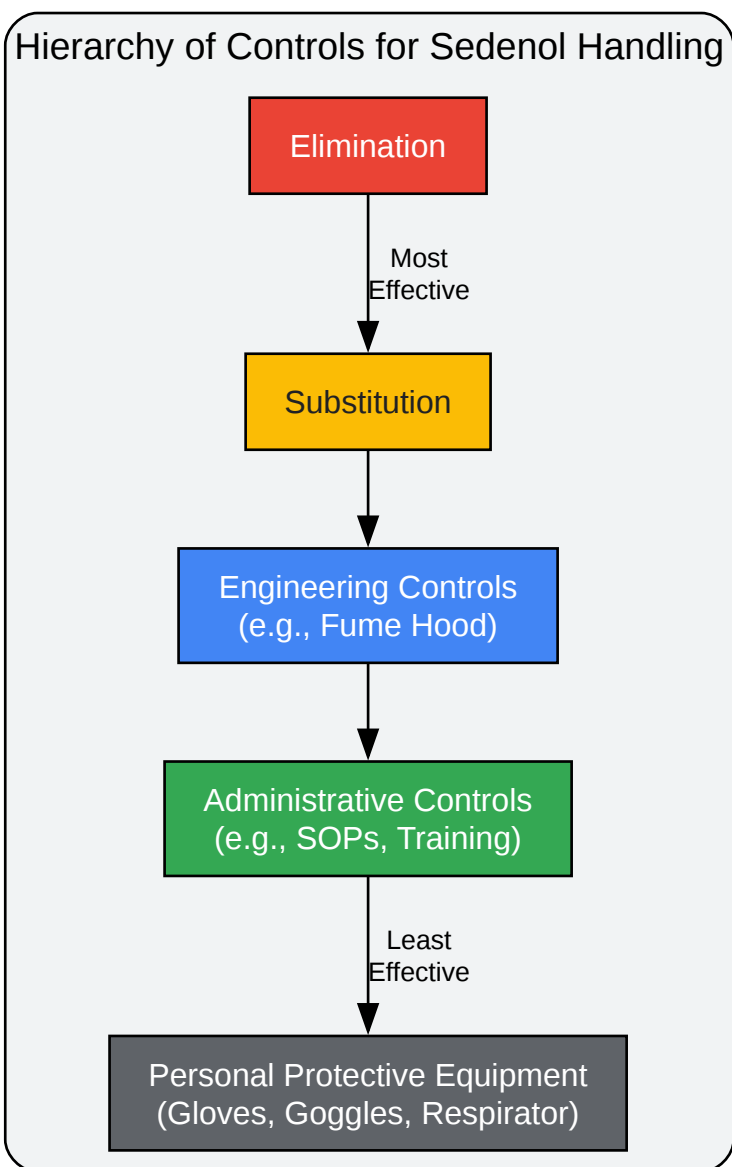 Hierarchy of Controls for Sedenol Handling
Elimination
Most
Effective
Substitution
Engineering Controls
(e.g., Fume Hood)
Administrative Controls
(e.g., SOPs, Training)
Least
Effective
Personal Protective Equipment
(Gloves, Goggles, Respirator)